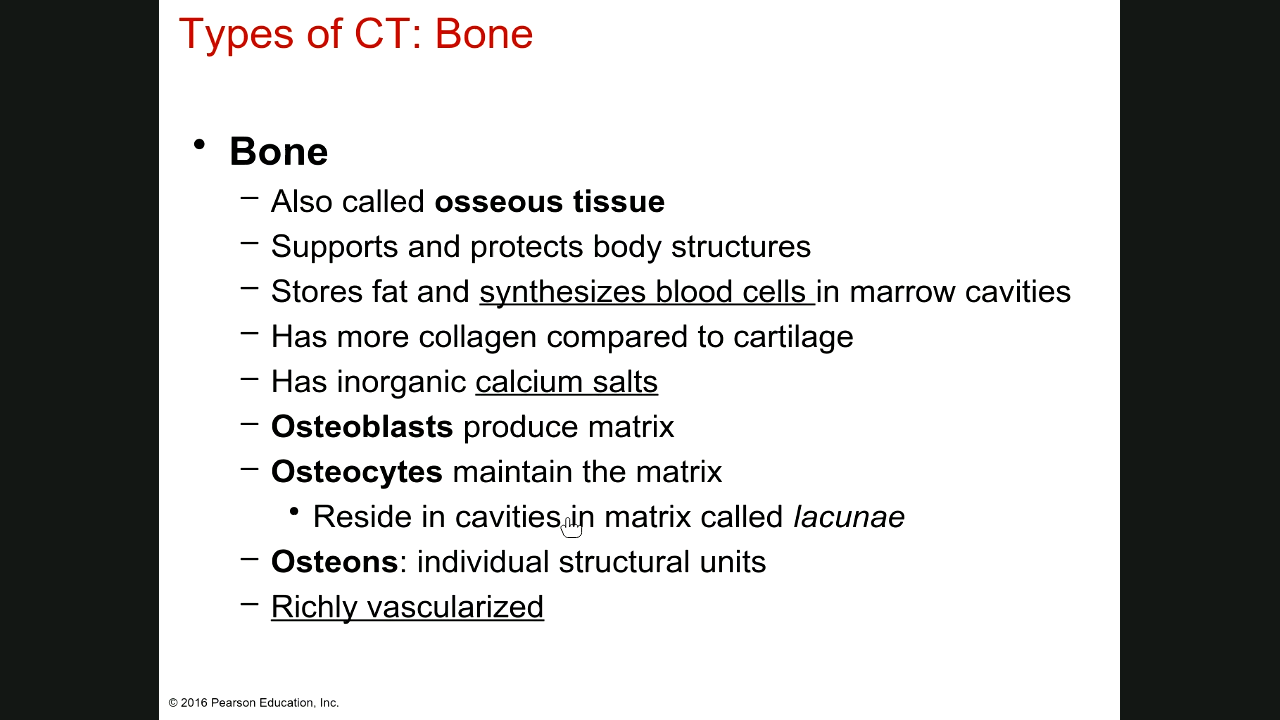 Types of CT: Bone
• Bone
– Also called osseous tissue
– Supports and protects body structures
– Stores fat and synthesizes blood cells in marrow cavities
– Has more collagen compared to cartilage
– Has inorganic calcium salts
– Osteoblasts produce matrix
– Osteocytes maintain the matrix
• Reside in cavities in matrix called lacunae
– Osteons: individual structural units
– Richly vascularized
© 2016 Pearson Education, Inc.